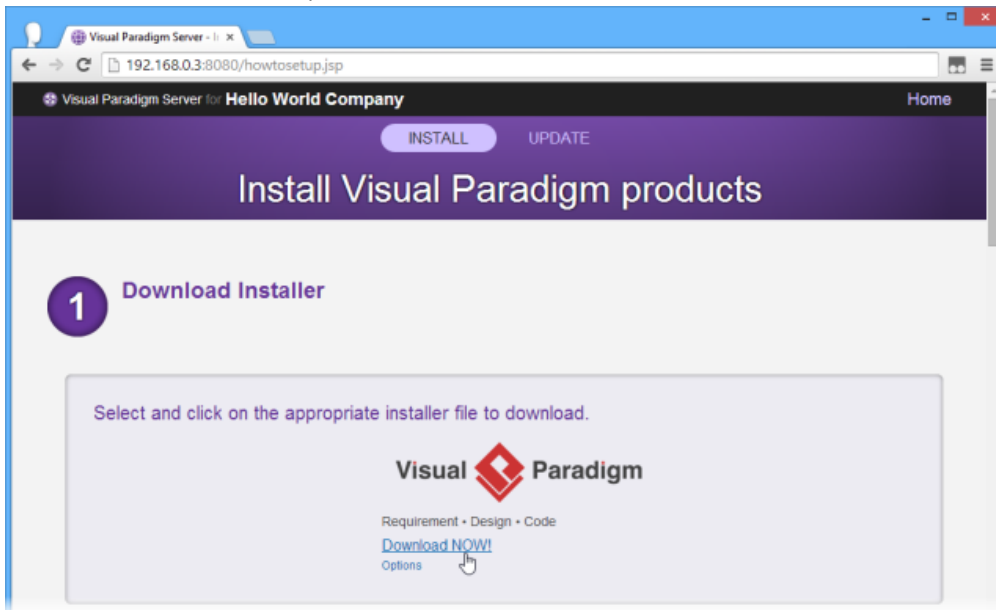 Visual Paradigm Server -
192.168.0.3:8080/howtosetup.jsp
Visual Paradigm Server for Hello World Company
Home
INSTALL UPDATE
Install Visual Paradigm products
1
Download Installer
Select and click on the appropriate installer file to download.
Visual Paradigm
Requirement • Design • Code
Download NOW!
Options